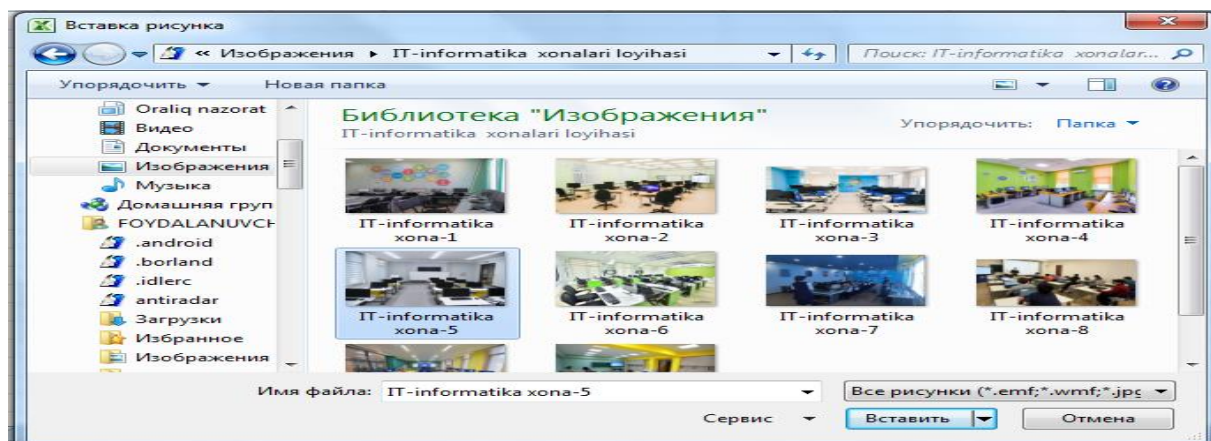 Вставка рисунка
« Изображения ▸ IT-informatika xonalari loyihasi
Поиск: IT-informatika xonalar...
Упорядочить
Новая папка
Oraliq nazorat
Видео
Документы
Изображения
Музыка
Домашняя груп
FOYDALANUVCH
.android
.borland
.idlerc
antiradar
Загрузки
Избранное
Изображения
Библиотека "Изображения"
IT-informatika xonalari loyihasi
Упорядочить: Папка
IT-informatika
xona-1
IT-informatika
xona-2
IT-informatika
xona-3
IT-informatika
xona-4
IT-informatika
xona-5
IT-informatika
xona-6
IT-informatika
xona-7
IT-informatika
xona-8
Имя файла: IT-informatika xona-5
Все рисунки (*.emf;*.wmf;*.jpg
Сервис
Вставить
Отмена